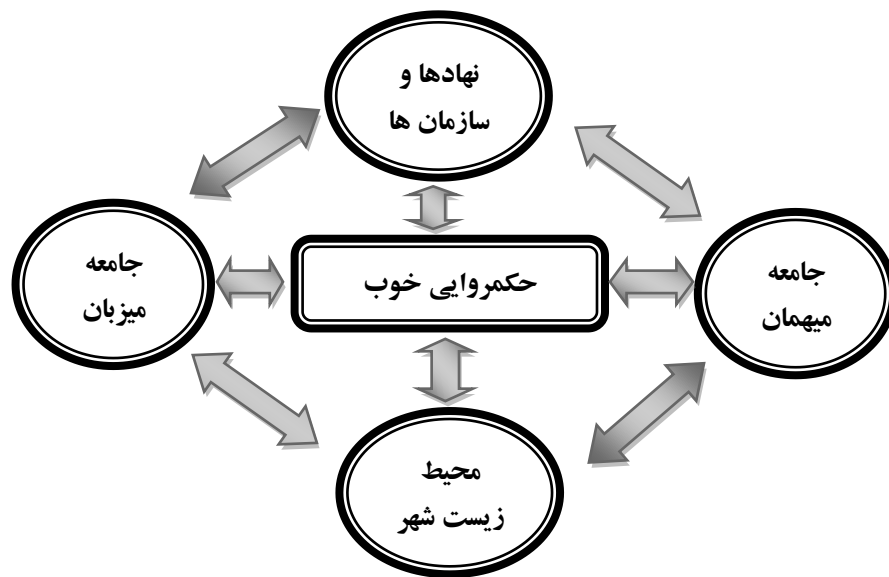 نهادها و
سازمان ها
جامعه
میهمان
حکمروایی خوب
جامعه
میزبان
محیط
زیست شهر